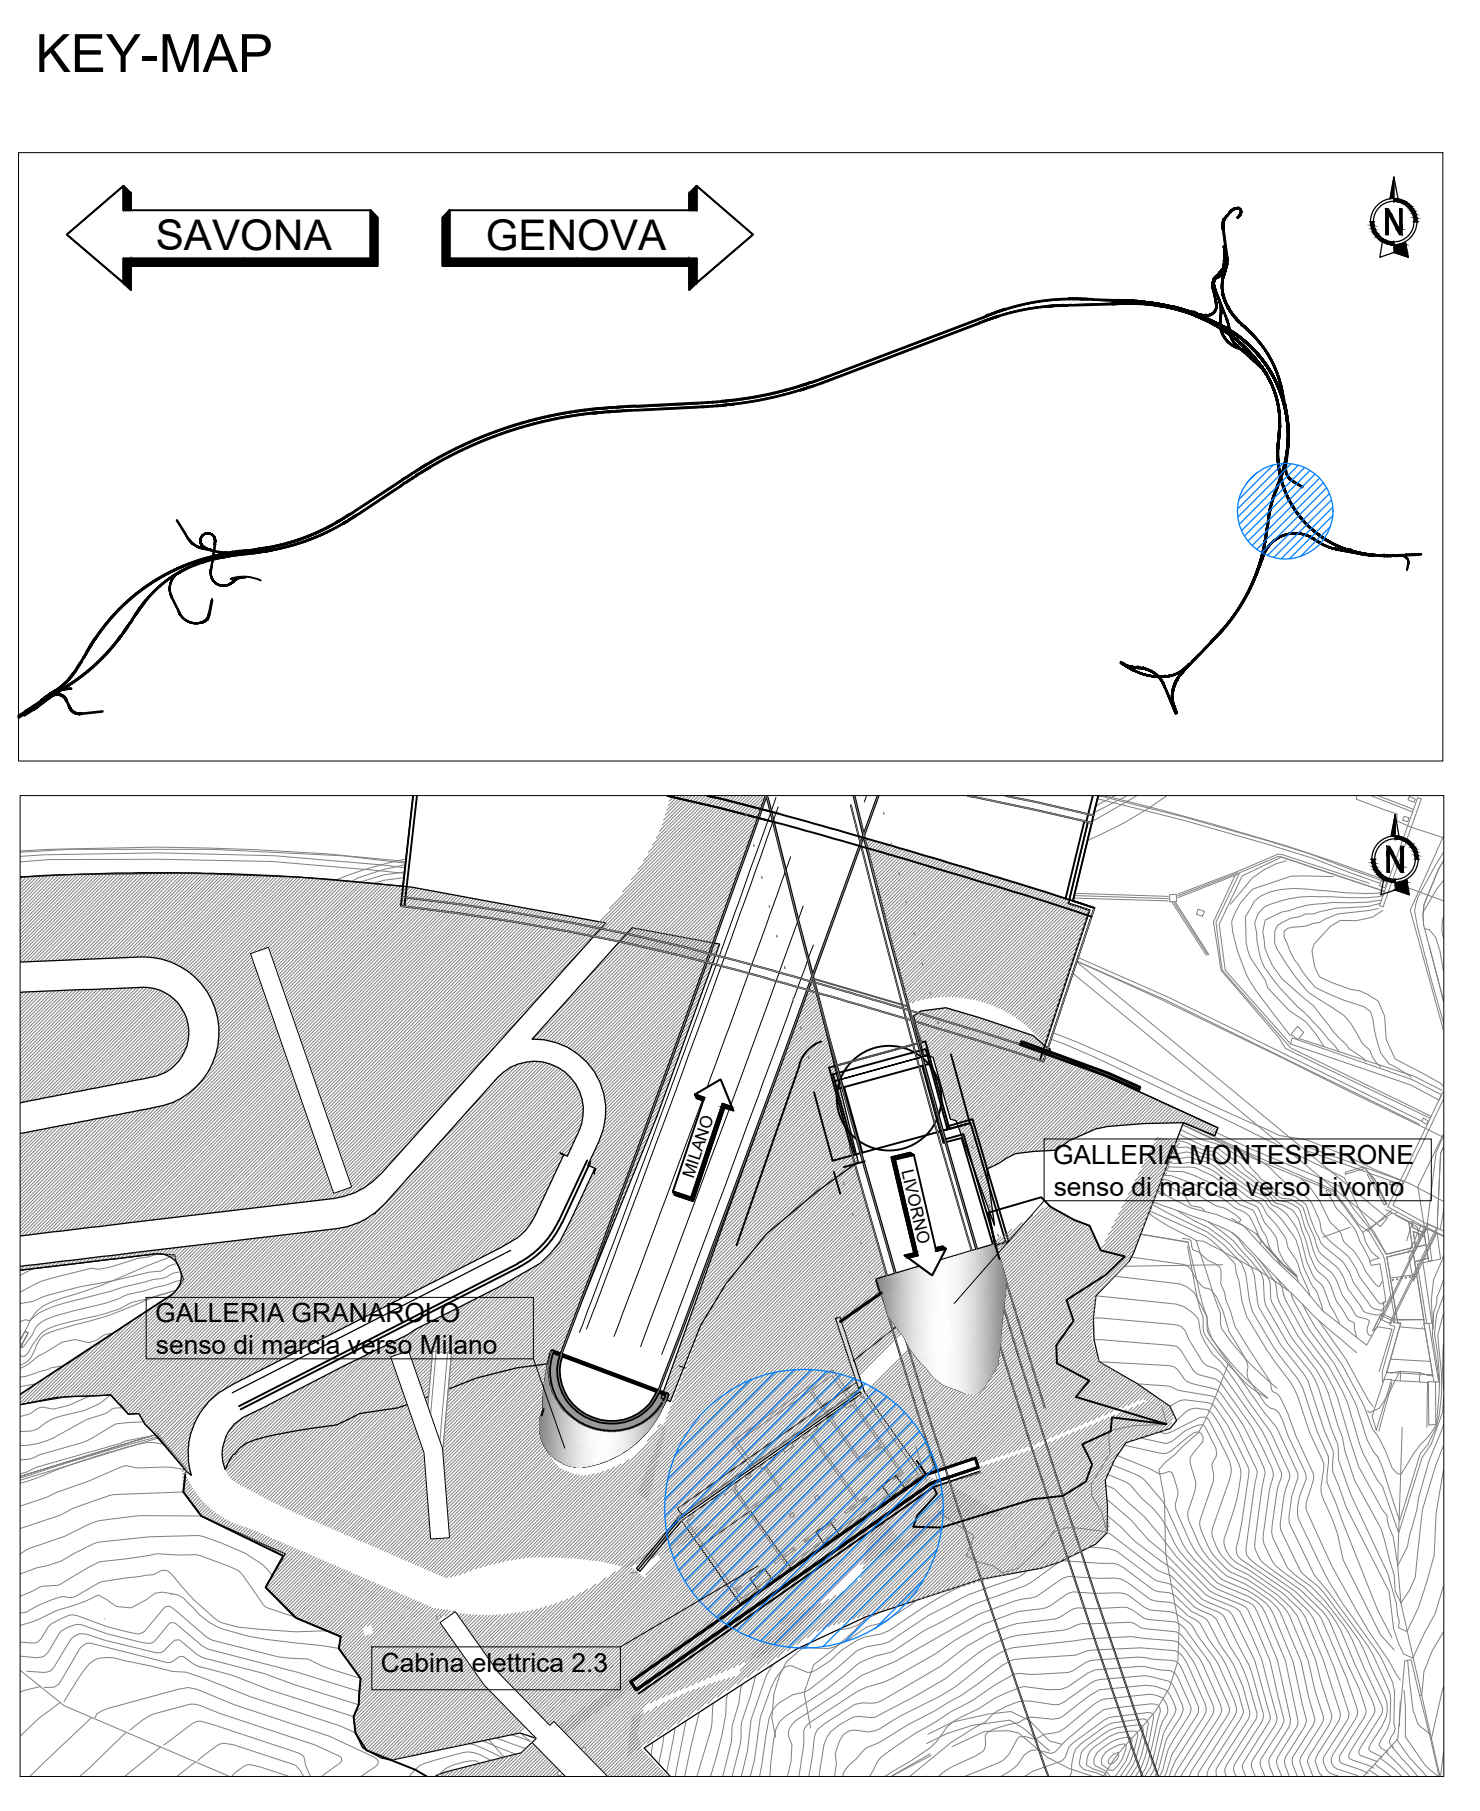 KEY-MAP
SAVONA
GENOVA
N
N
MILANO
LIVORNO
GALLERIA MONTESPERONE
senso di marcia verso Livorno
GALLERIA GRANAROLO
senso di marcia verso Milano
Cabina elettrica 2.3